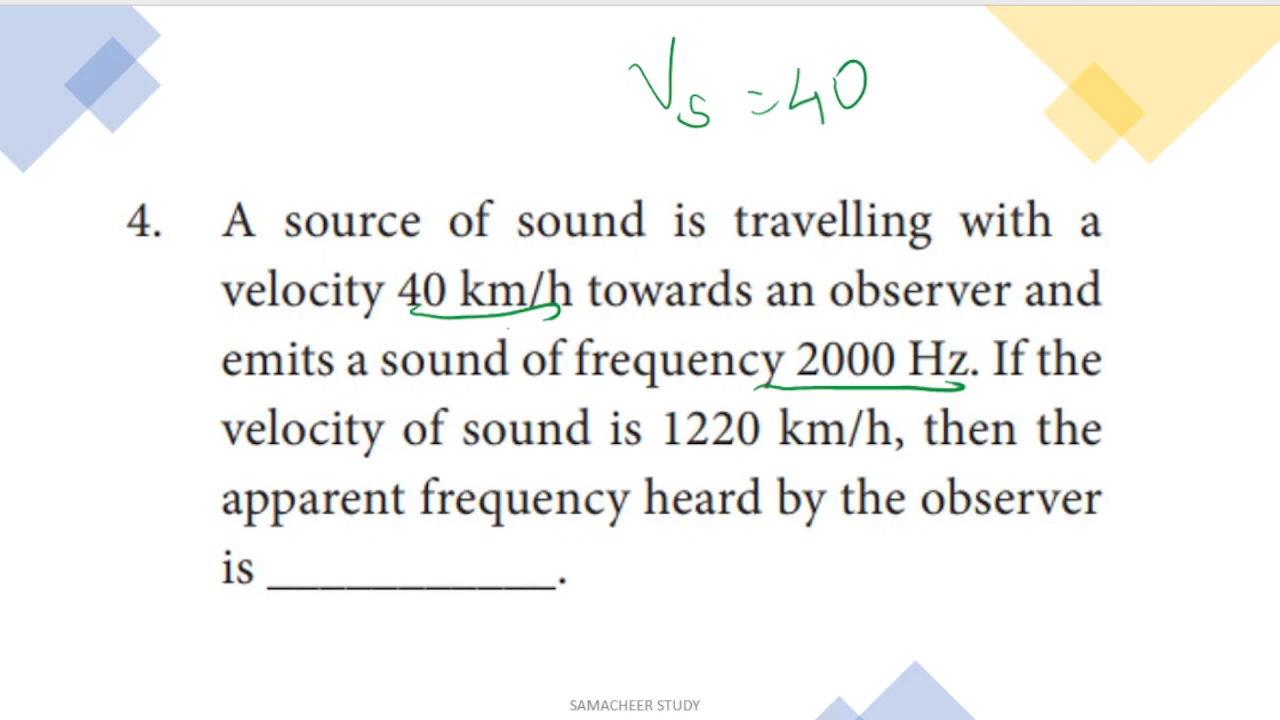 Vs = 40
4. A source of sound is travelling with a
velocity 40 km/h towards an observer and
emits a sound of frequency 2000 Hz. If the
velocity of sound is 1220 km/h, then the
apparent frequency heard by the observer
is ___________.
SAMACHEER STUDY